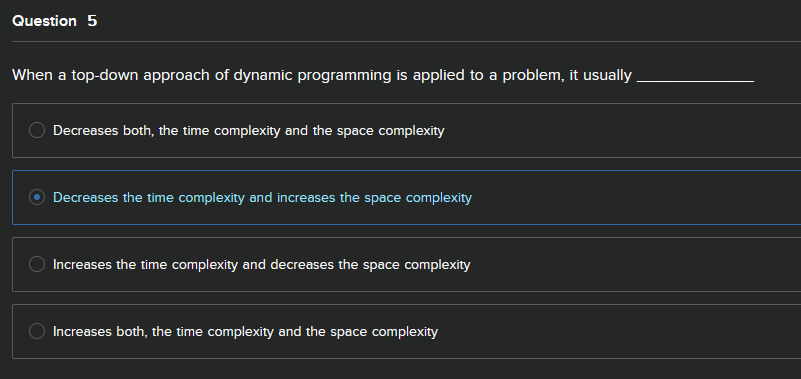 Question 5
When a top-down approach of dynamic programming is applied to a problem, it usually _______________
Decreases both, the time complexity and the space complexity
Decreases the time complexity and increases the space complexity
Increases the time complexity and decreases the space complexity
Increases both, the time complexity and the space complexity